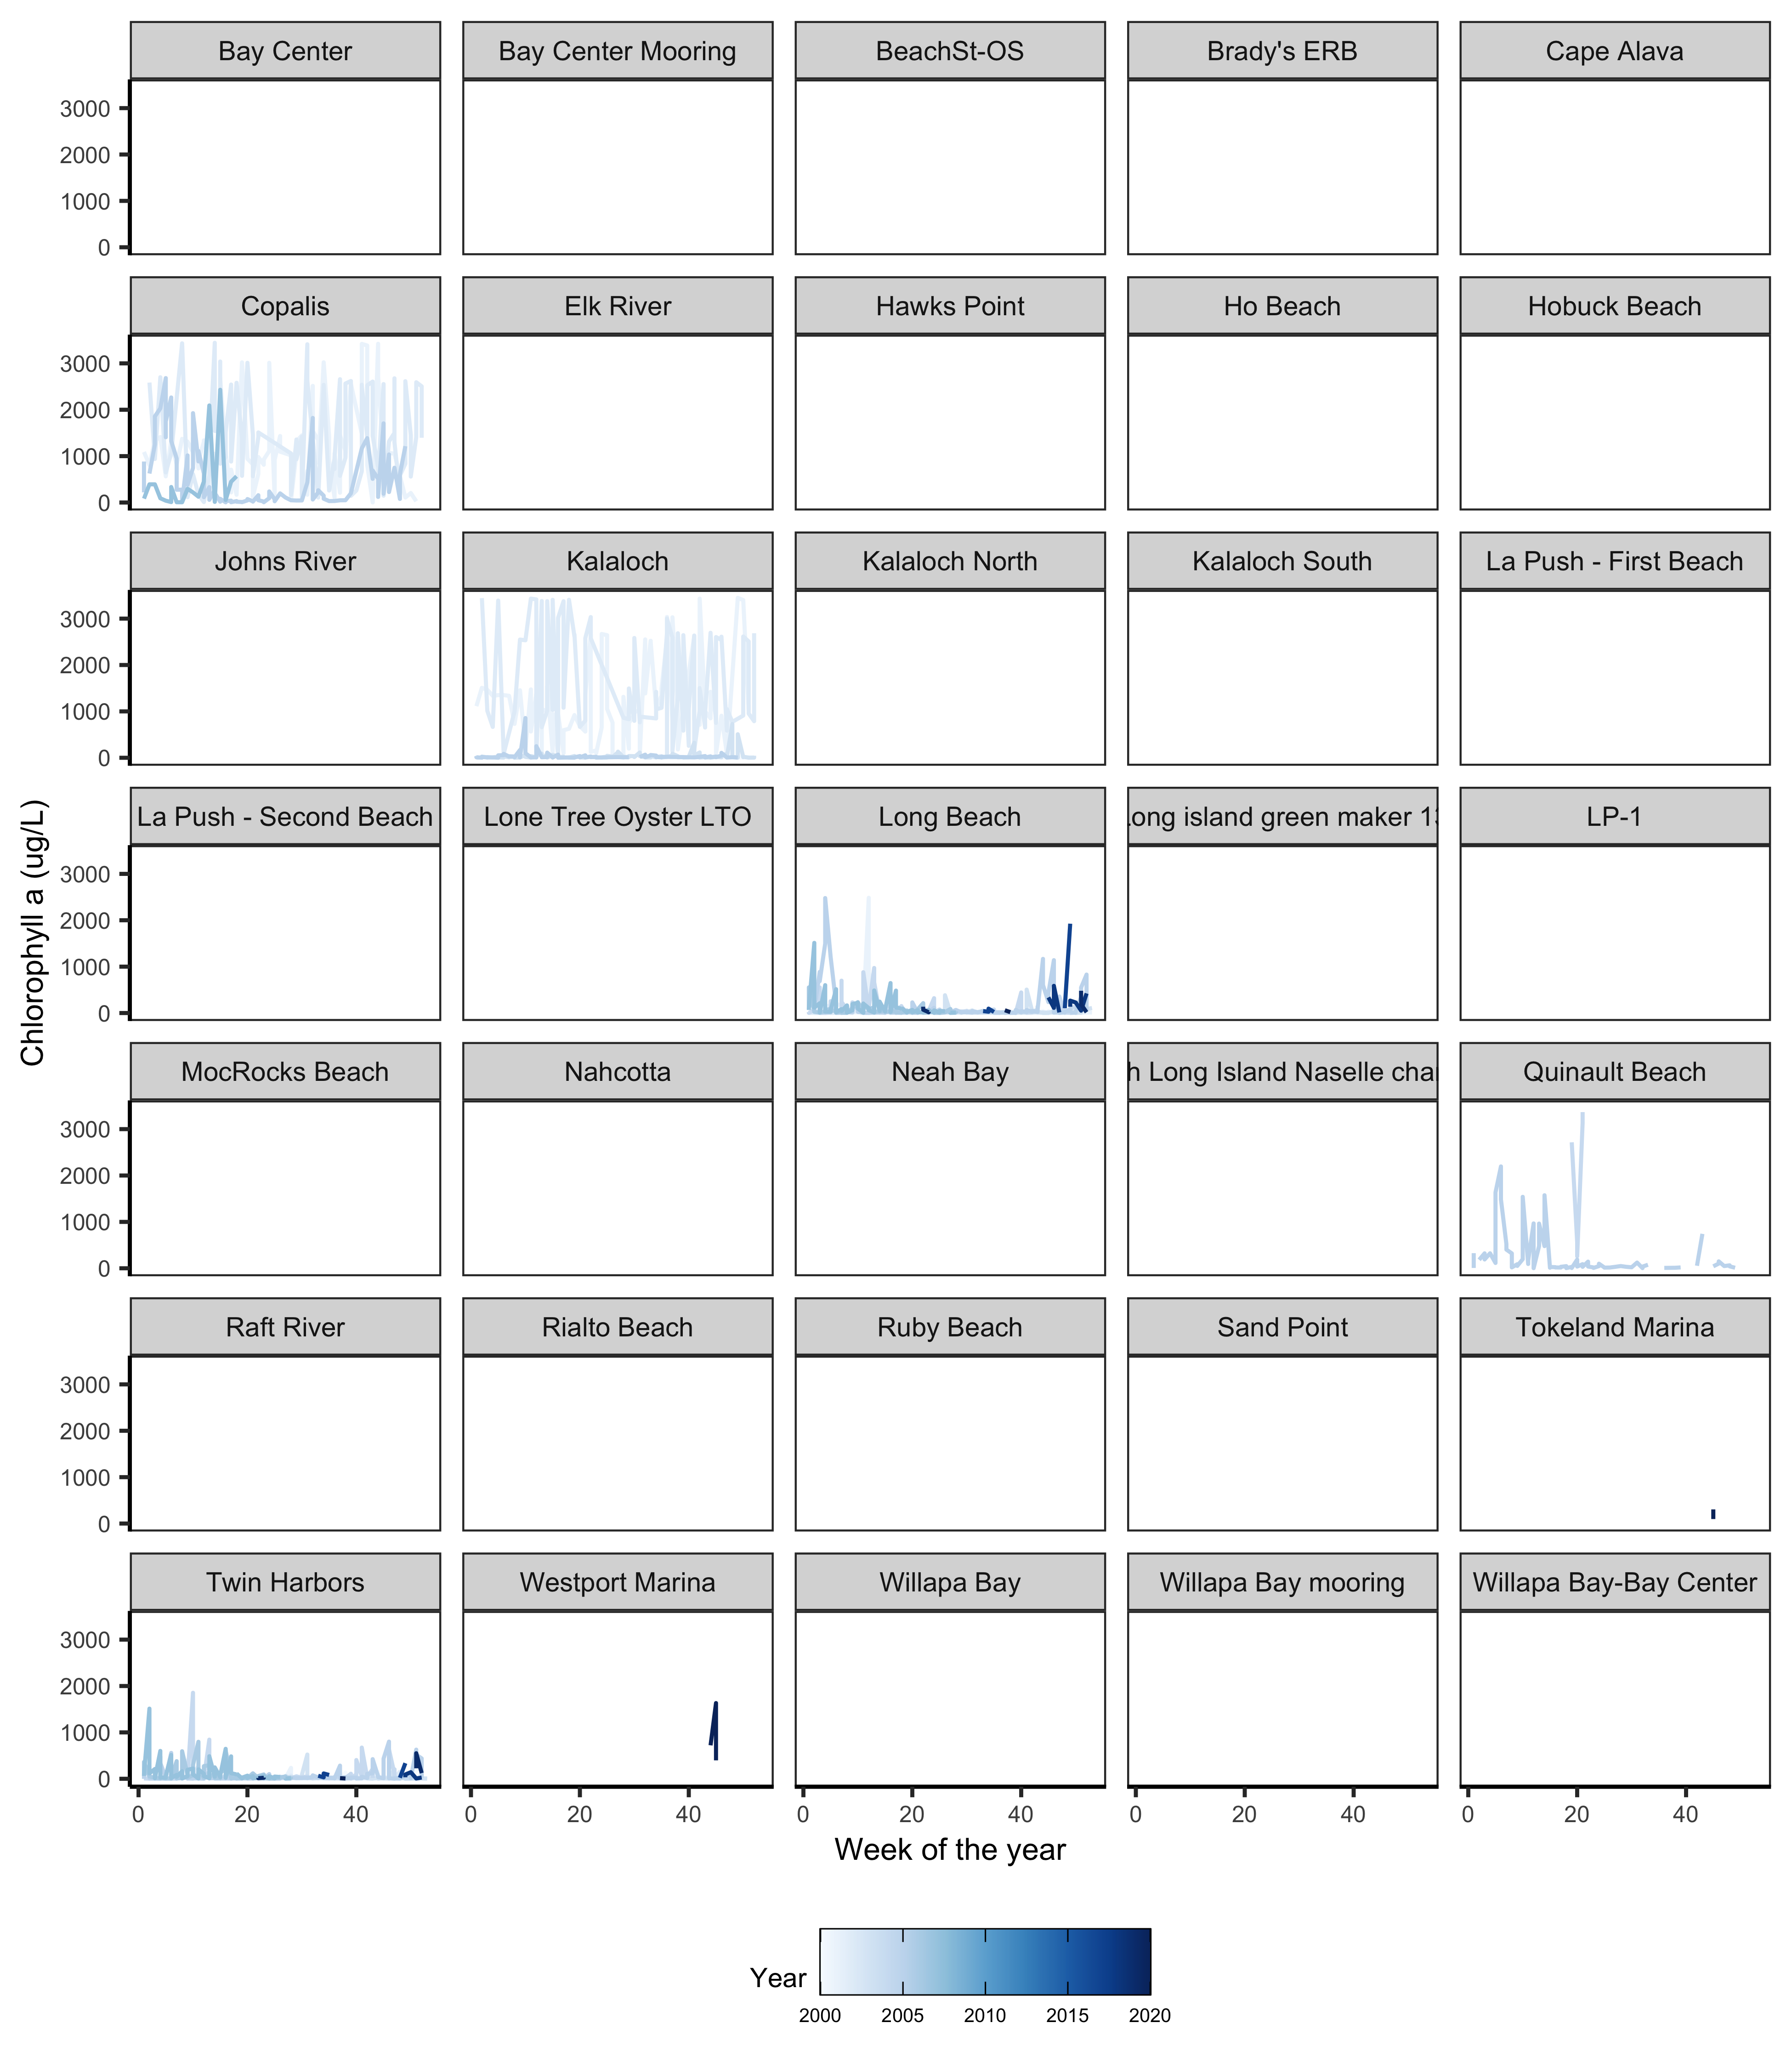 Bay Center Bay Center Mooring BeachSt-OS Brady's ERB Cape Alava
3000
2000
1000
0
Copalis Elk River Hawks Point Ho Beach Hobuck Beach
3000
2000
1000
0
Johns River Kalaloch Kalaloch North Kalaloch South La Push - First Beach
3000
2000
1000
0
La Push - Second Beach Lone Tree Oyster LTO Long Beach Long island green maker 13 LP-1
3000
2000
1000
0
Chlorophyll a (ug/L)
MocRocks Beach Nahcotta Neah Bay h Long Island Naselle char Quinault Beach
3000
2000
1000
0
Raft River Rialto Beach Ruby Beach Sand Point Tokeland Marina
3000
2000
1000
0
Twin Harbors Westport Marina Willapa Bay Willapa Bay mooring Willapa Bay-Bay Center
3000
2000
1000
0
0 20 40 0 20 40 0 20 40 0 20 40 0 20 40
Week of the year
Year
2000 2005 2010 2015 2020